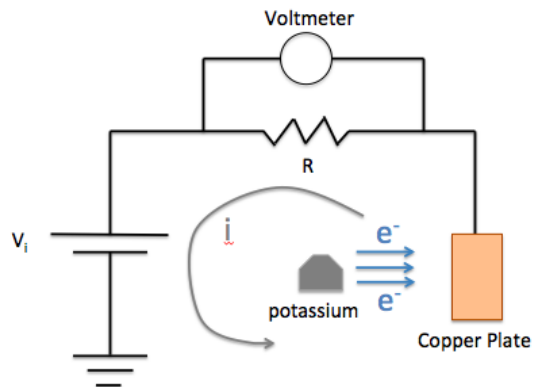 Voltmeter
R
Vi
i
e-
e-
potassium
Copper Plate